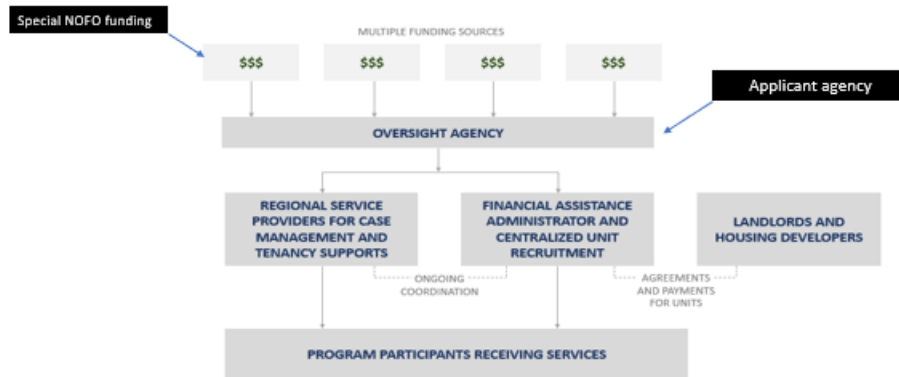 Special NOFO funding
MULTIPLE FUNDING SOURCES
$$$ $$$ $$$ $$$
Applicant agency
OVERSIGHT AGENCY
REGIONAL SERVICE
PROVIDERS FOR CASE
MANAGEMENT AND
TENANCY SUPPORTS
FINANCIAL ASSISTANCE
ADMINISTRATOR AND
CENTRALIZED UNIT
RECRUITMENT
LANDLORDS AND
HOUSING DEVELOPERS
ONGOING
COORDINATION
AGREEMENTS
AND PAYMENTS
FOR UNITS
PROGRAM PARTICIPANTS RECEIVING SERVICES